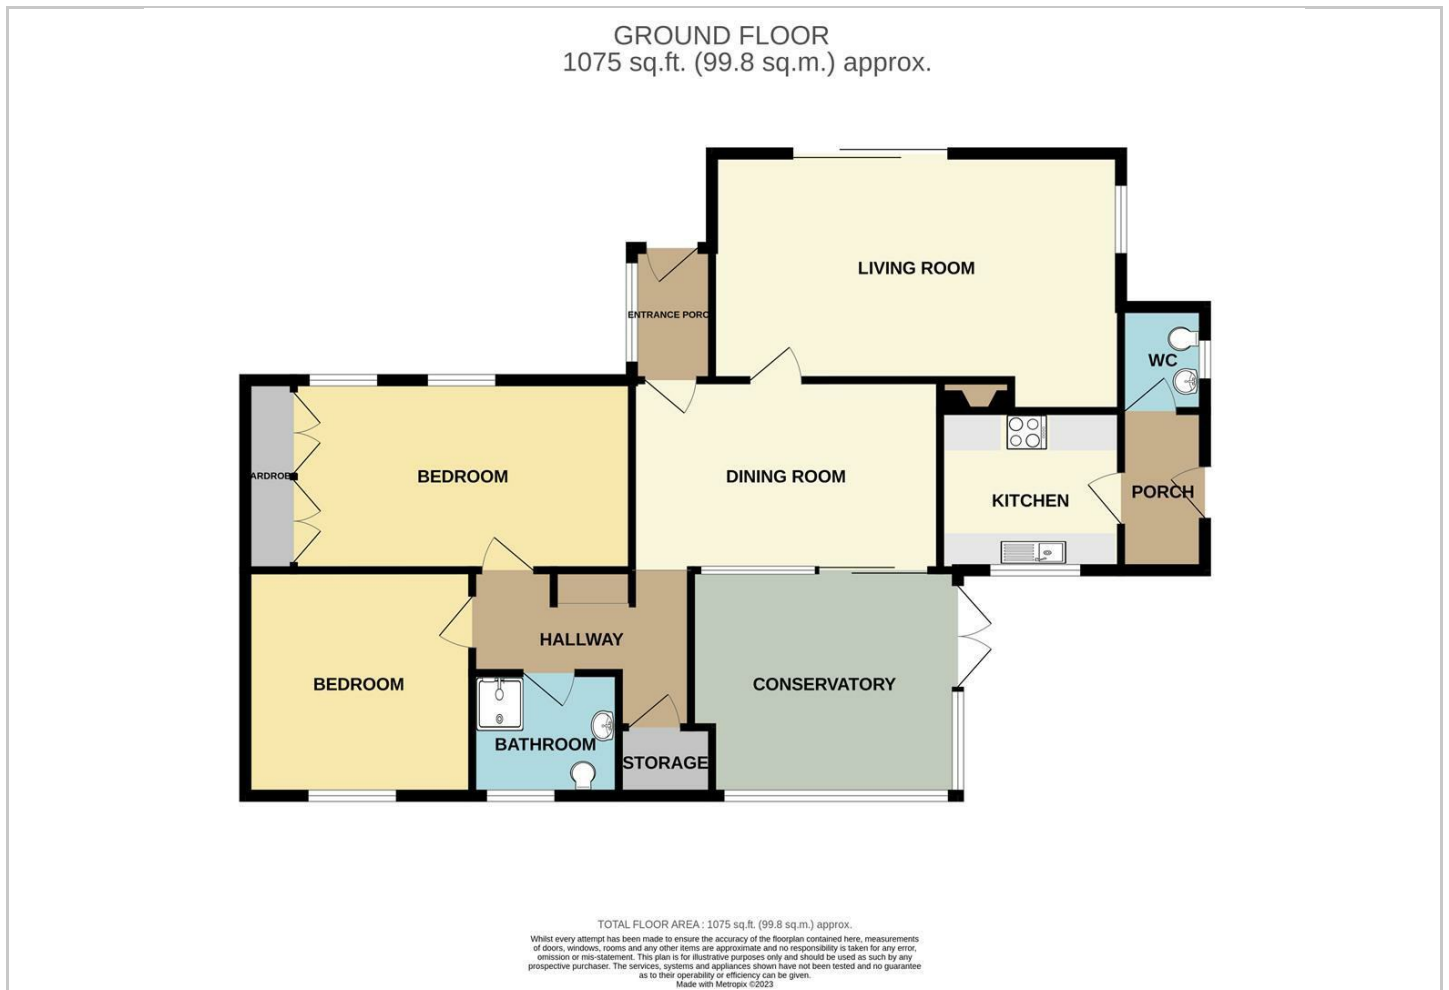 GROUND FLOOR
1075 sq.ft. (99.8 sq.m.) approx.
LIVING ROOM
ENTRANCE PORC
WC
ARDROB
BEDROOM
DINING ROOM
KITCHEN
PORCH
HALLWAY
BEDROOM
CONSERVATORY
BATHROOM
STORAGE
TOTAL FLOOR AREA : 1075 sq.ft. (99.8 sq.m.) approx.
Whilst every attempt has been made to ensure the accuracy of the floorplan contained here, measurements
of doors, windows, rooms and any other items are approximate and no responsibility is taken for any error,
omission or mis-statement. This plan is for illustrative purposes only and should be used as such by any
prospective purchaser. The services, systems and appliances shown have not been tested and no guarantee
as to their operability or efficiency can be given.
Made with Metropix ©2023